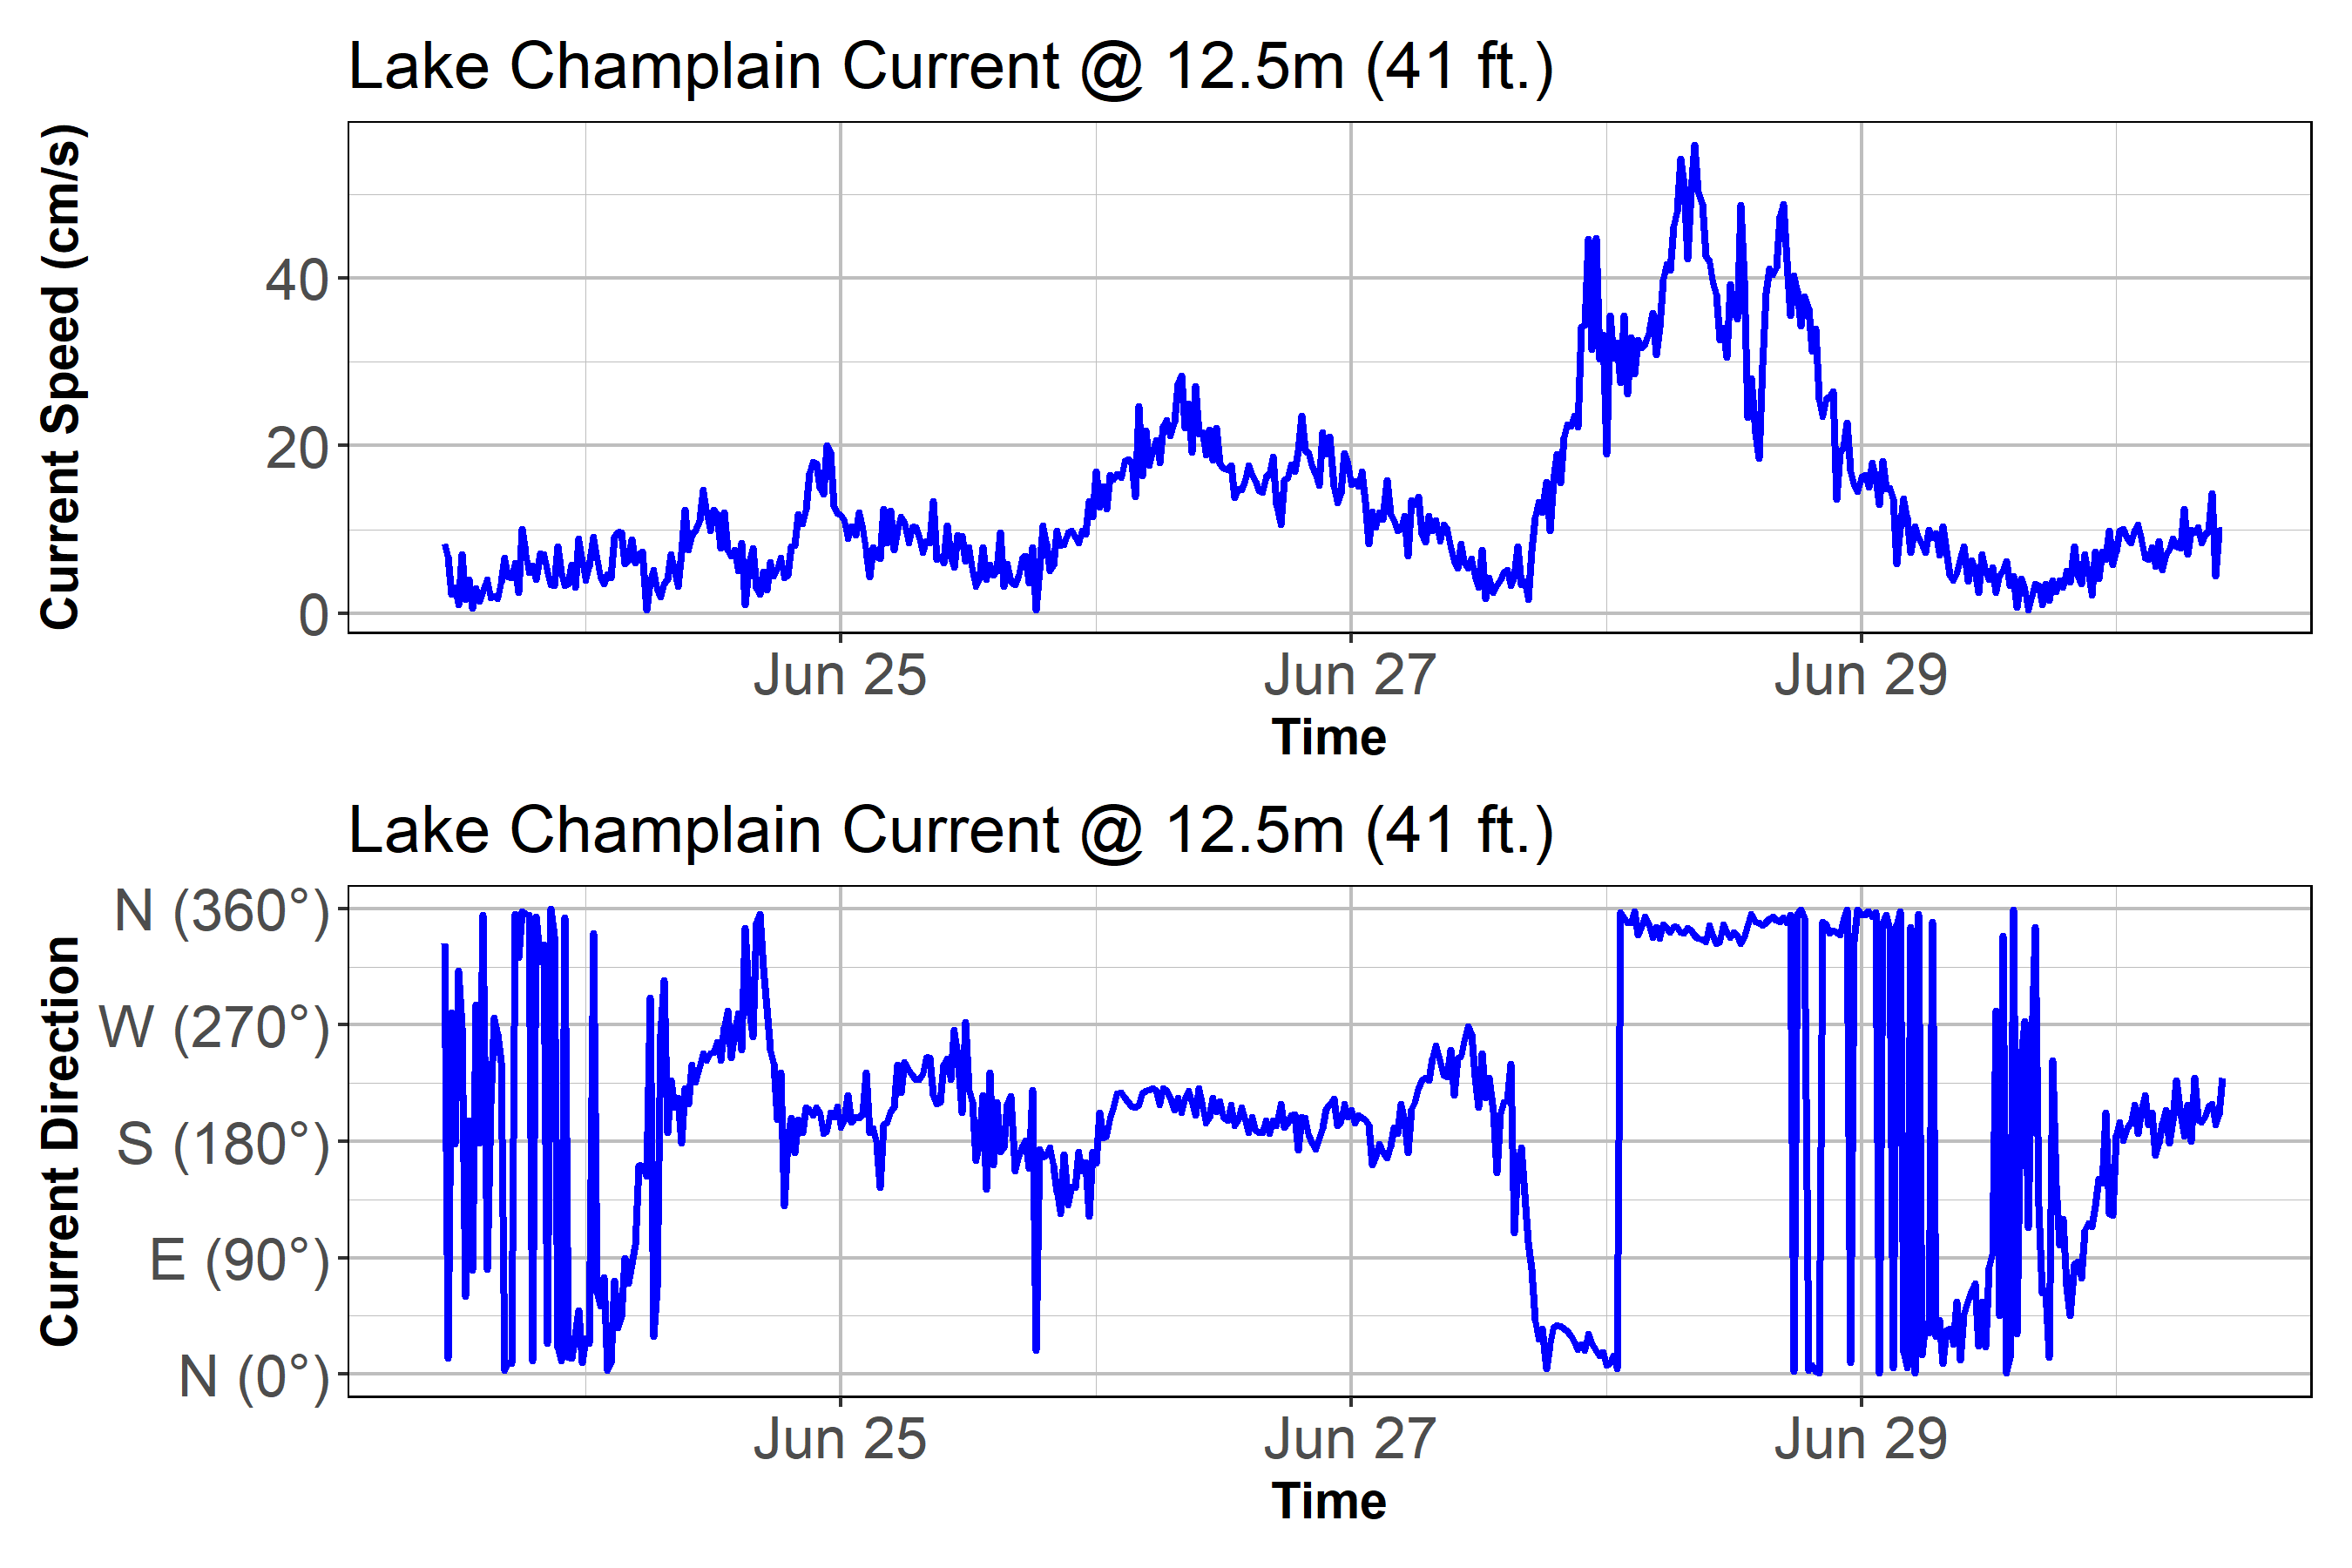 Lake Champlain Current @ 12.5m (41 ft.)
Current Speed (cm/s)
40
20
0
Jun 25
Jun 27
Jun 29
Time
Lake Champlain Current @ 12.5m (41 ft.)
Current Direction
N (360°)
W (270°)
S (180°)
E (90°)
N (0°)
Jun 25
Jun 27
Jun 29
Time